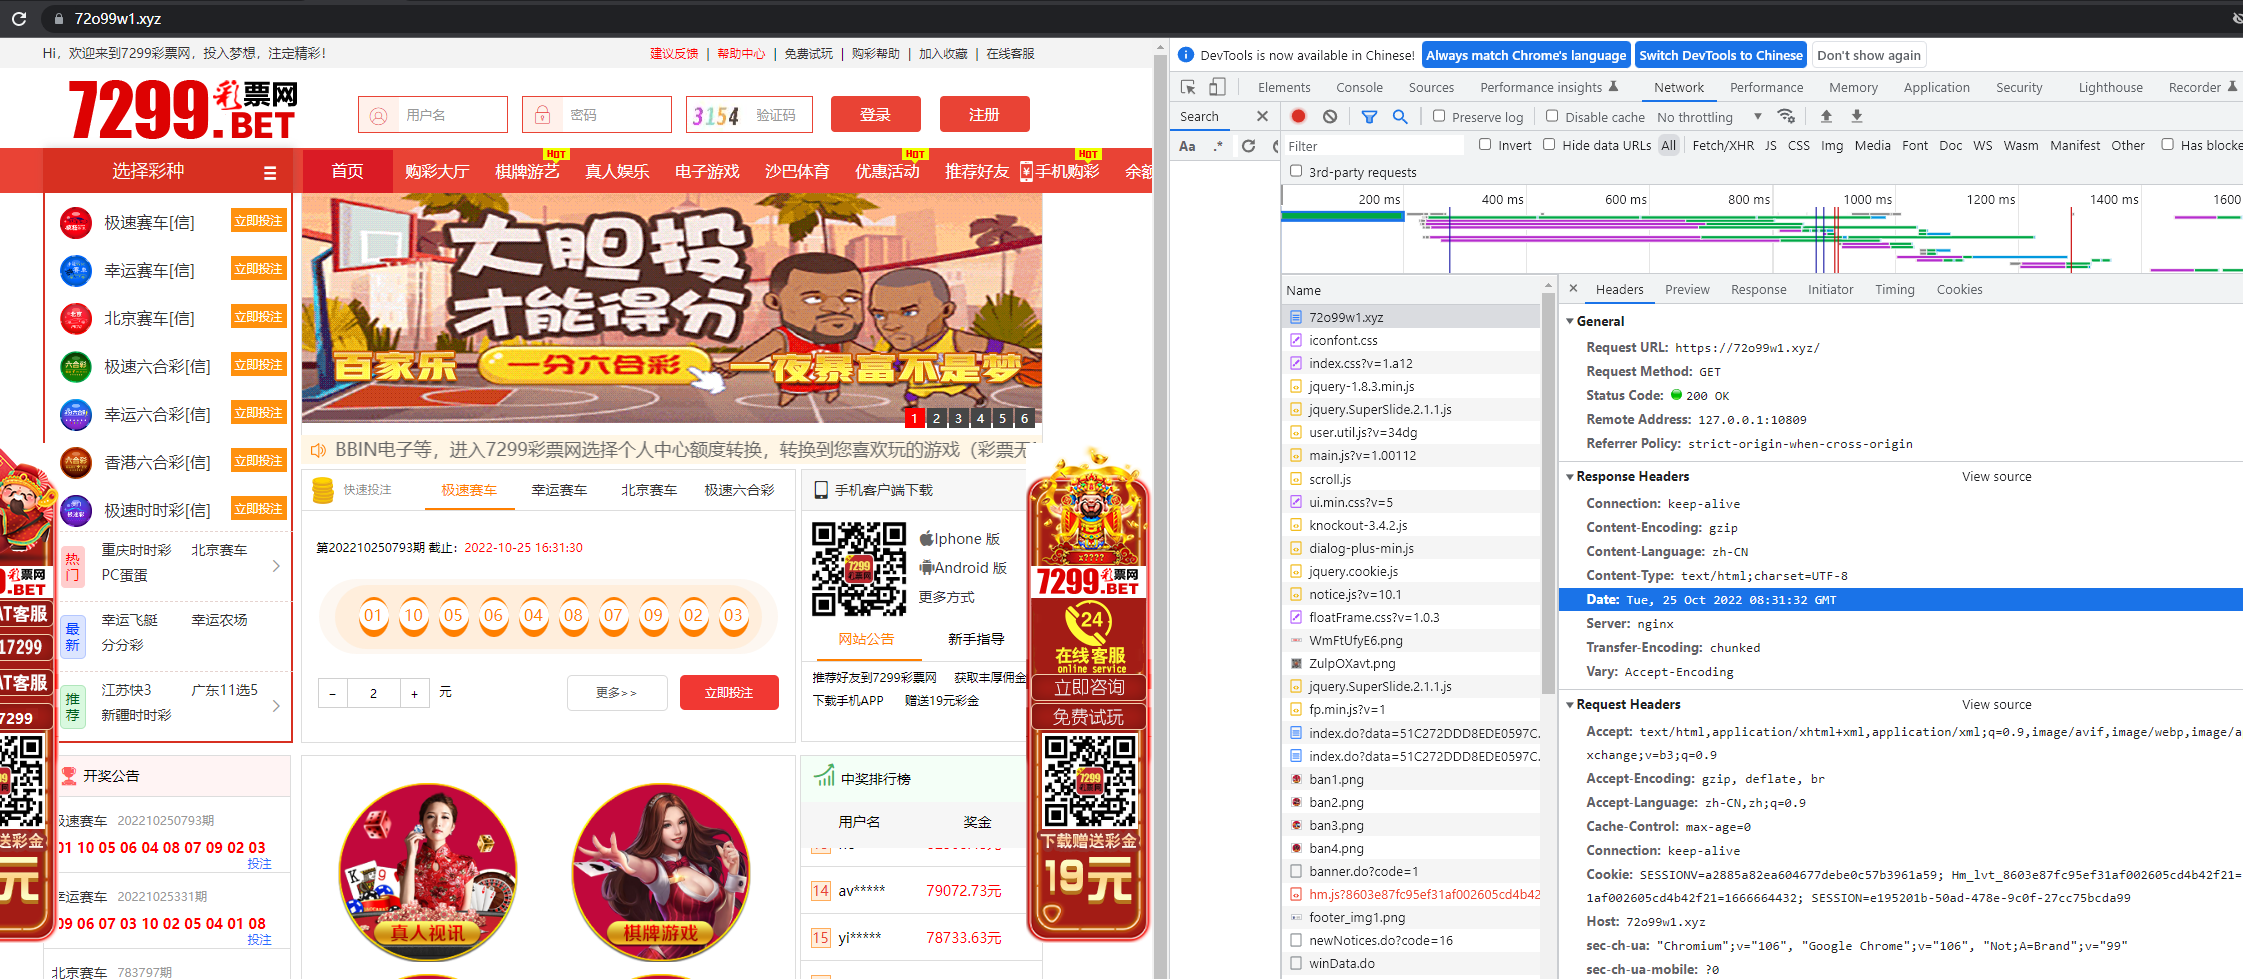 72o99w1.xyz
Hi，欢迎来到7299彩票网，投入梦想，注定精彩！
建议反馈 | 帮助中心 | 免费试玩 | 购彩帮助 | 加入收藏 | 在线客服
7299.彩票网
BET
用户名
密码
3154 验证码
登录
注册
选择彩种
首页 购彩大厅 棋牌游艺 HOT 真人娱乐 电子游戏 沙巴体育 优惠活动 HOT 推荐好友 手机购彩 HOT
极速赛车[信] 立即投注
幸运赛车[信] 立即投注
北京赛车[信] 立即投注
极速六合彩[信] 立即投注
幸运六合彩[信] 立即投注
香港六合彩[信] 立即投注
极速时时彩[信] 立即投注
热门
重庆时时彩 北京赛车
PC蛋蛋
最新
幸运飞艇 幸运农场
分分彩
推荐
江苏快3 广东11选5
新疆时时彩
大胆投
才能得分
百家乐 一分六合彩 一夜暴富不是梦
1 2 3 4 5 6
BBIN电子等，进入7299彩票网选择个人中心额度转换，转换到您喜欢玩的游戏（彩票无
快速投注 极速赛车 幸运赛车 北京赛车 极速六合彩
第202210250793期 截止：2022-10-25 16:31:30
01 10 05 06 04 08 07 09 02 03
− 2 + 元
更多>>
立即投注
手机客户端下载
Iphone 版
Android 版
更多方式
网站公告 新手指导
推荐好友到7299彩票网 获取丰厚佣金
下载手机APP 赠送19元彩金
7299.彩票网
BET
24
在线客服
online service
立即咨询
免费试玩
下载赠送彩金
19元
开奖公告
极速赛车 202210250793期
01 10 05 06 04 08 07 09 02 03
投注
幸运赛车 20221025331期
09 06 07 03 10 02 05 04 01 08
投注
北京赛车 783797期
真人视讯
棋牌游戏
中奖排行榜
用户名 奖金
14 av***** 79072.73元
15 yi***** 78733.63元
DevTools is now available in Chinese!
Always match Chrome's language
Switch DevTools to Chinese
Don't show again
Elements Console Sources Performance insights Network Performance Memory Application Security Lighthouse Recorder
Search
Preserve log Disable cache No throttling
Aa .*
Filter
Invert Hide data URLs All Fetch/XHR JS CSS Img Media Font Doc WS Wasm Manifest Other Has blocke
3rd-party requests
200 ms 400 ms 600 ms 800 ms 1000 ms 1200 ms 1400 ms 1600
Name
72o99w1.xyz
iconfont.css
index.css?v=1.a12
jquery-1.8.3.min.js
jquery.SuperSlide.2.1.1.js
user.util.js?v=34dg
main.js?v=1.00112
scroll.js
ui.min.css?v=5
knockout-3.4.2.js
dialog-plus-min.js
jquery.cookie.js
notice.js?v=10.1
floatFrame.css?v=1.0.3
WmFtUfyE6.png
ZulpOXavt.png
jquery.SuperSlide.2.1.1.js
fp.min.js?v=1
index.do?data=51C272DDD8EDE0597C.
index.do?data=51C272DDD8EDE0597C.
ban1.png
ban2.png
ban3.png
ban4.png
banner.do?code=1
hm.js?8603e87fc95ef31af002605cd4b42
footer_img1.png
newNotices.do?code=16
winData.do
Headers Preview Response Initiator Timing Cookies
General
Request URL: https://72o99w1.xyz/
Request Method: GET
Status Code: 200 OK
Remote Address: 127.0.0.1:10809
Referrer Policy: strict-origin-when-cross-origin
Response Headers View source
Connection: keep-alive
Content-Encoding: gzip
Content-Language: zh-CN
Content-Type: text/html;charset=UTF-8
Date: Tue, 25 Oct 2022 08:31:32 GMT
Server: nginx
Transfer-Encoding: chunked
Vary: Accept-Encoding
Request Headers View source
Accept: text/html,application/xhtml+xml,application/xml;q=0.9,image/avif,image/webp,image/a
xchange;v=b3;q=0.9
Accept-Encoding: gzip, deflate, br
Accept-Language: zh-CN,zh;q=0.9
Cache-Control: max-age=0
Connection: keep-alive
Cookie: SESSIONV=a2885a82ea604677debe0c57b3961a59; Hm_lvt_8603e87fc95ef31af002605cd4b42f21=
1af002605cd4b42f21=1666664432; SESSION=e195201b-50ad-478e-9c0f-27cc75bcda99
Host: 72o99w1.xyz
sec-ch-ua: "Chromium";v="106", "Google Chrome";v="106", "Not;A=Brand";v="99"
sec-ch-ua-mobile: ?0